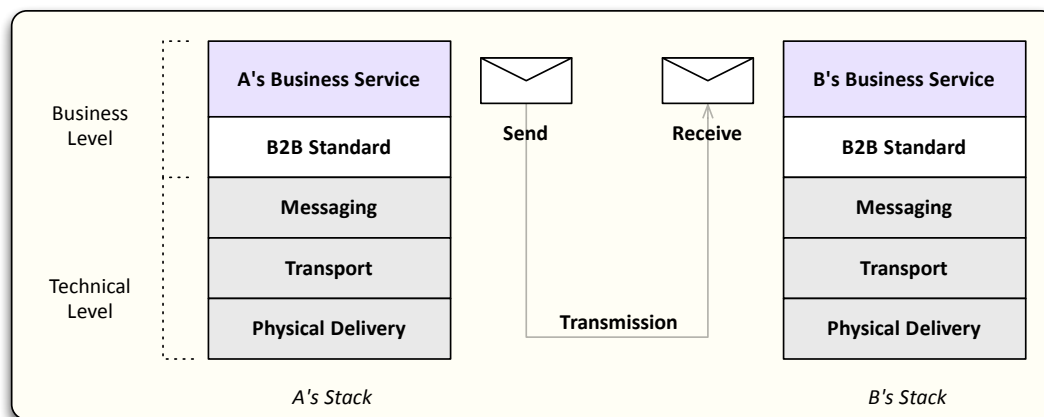 Business
Level
Technical
Level
A's Business Service
B2B Standard
Messaging
Transport
Physical Delivery
A's Stack
Send
Receive
Transmission
B's Business Service
B2B Standard
Messaging
Transport
Physical Delivery
B's Stack